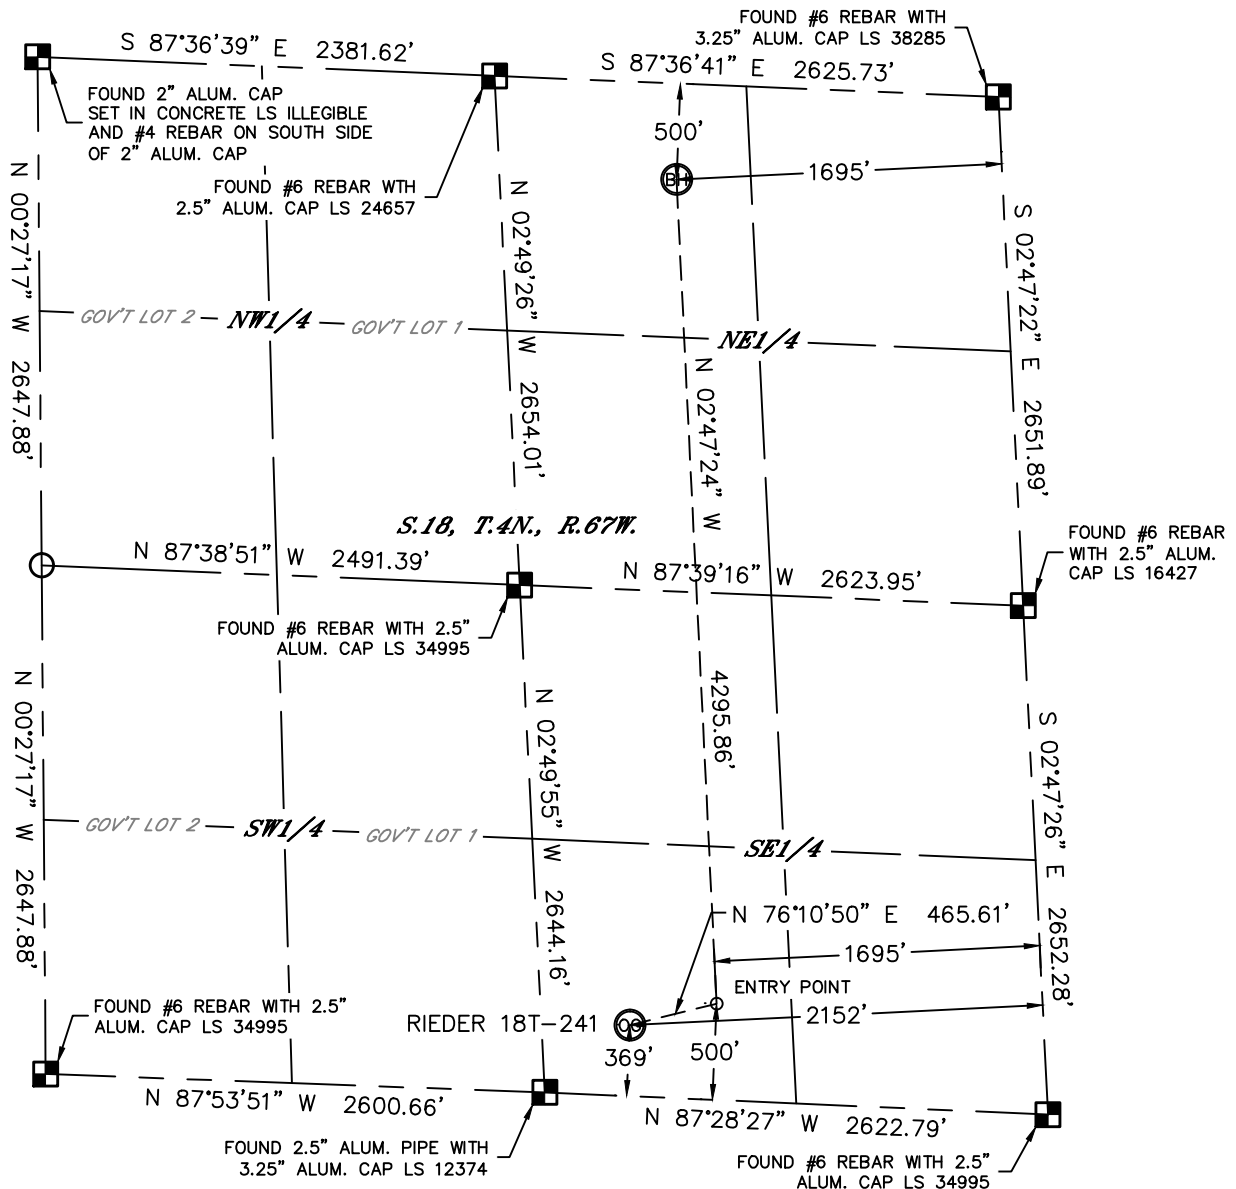 S 87°36'39" E 2381.62'
FOUND #6 REBAR WITH
3.25" ALUM. CAP LS 38285
S 87°36'41" E 2625.73'
FOUND 2" ALUM. CAP
SET IN CONCRETE LS ILLEGIBLE
AND #4 REBAR ON SOUTH SIDE
OF 2" ALUM. CAP
500'
BH
1695'
FOUND #6 REBAR WTH
2.5" ALUM. CAP LS 24657
N 00°27'17" W 2647.88'
N 02°49'26" W 2654.01'
S 02°47'22" E 2651.89'
GOV'T LOT 2
NW1/4
GOV'T LOT 1
NE1/4
N 02°47'24" W 4295.86'
S.18, T.4N., R.67W.
N 87°38'51" W 2491.39'
N 87°39'16" W 2623.95'
FOUND #6 REBAR
WITH 2.5" ALUM.
CAP LS 16427
FOUND #6 REBAR WITH 2.5"
ALUM. CAP LS 34995
N 00°27'17" W 2647.88'
N 02°49'55" W 2644.16'
S 02°47'26" E 2652.28'
GOV'T LOT 2
SW1/4
GOV'T LOT 1
SE1/4
N 76°10'50" E 465.61'
1695'
ENTRY POINT
2152'
FOUND #6 REBAR WITH 2.5"
ALUM. CAP LS 34995
RIEDER 18T-241
369'
500'
N 87°53'51" W 2600.66'
N 87°28'27" W 2622.79'
FOUND 2.5" ALUM. PIPE WITH
3.25" ALUM. CAP LS 12374
FOUND #6 REBAR WITH 2.5"
ALUM. CAP LS 34995